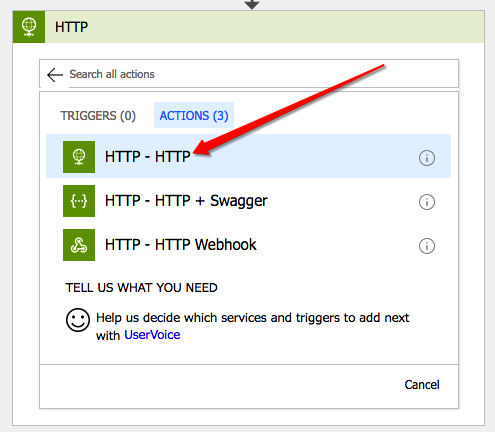 HTTP
Search all actions
TRIGGERS (0) ACTIONS (3)
HTTP - HTTP
HTTP - HTTP + Swagger
HTTP - HTTP Webhook
TELL US WHAT YOU NEED
Help us decide which services and triggers to add next
with UserVoice
Cancel